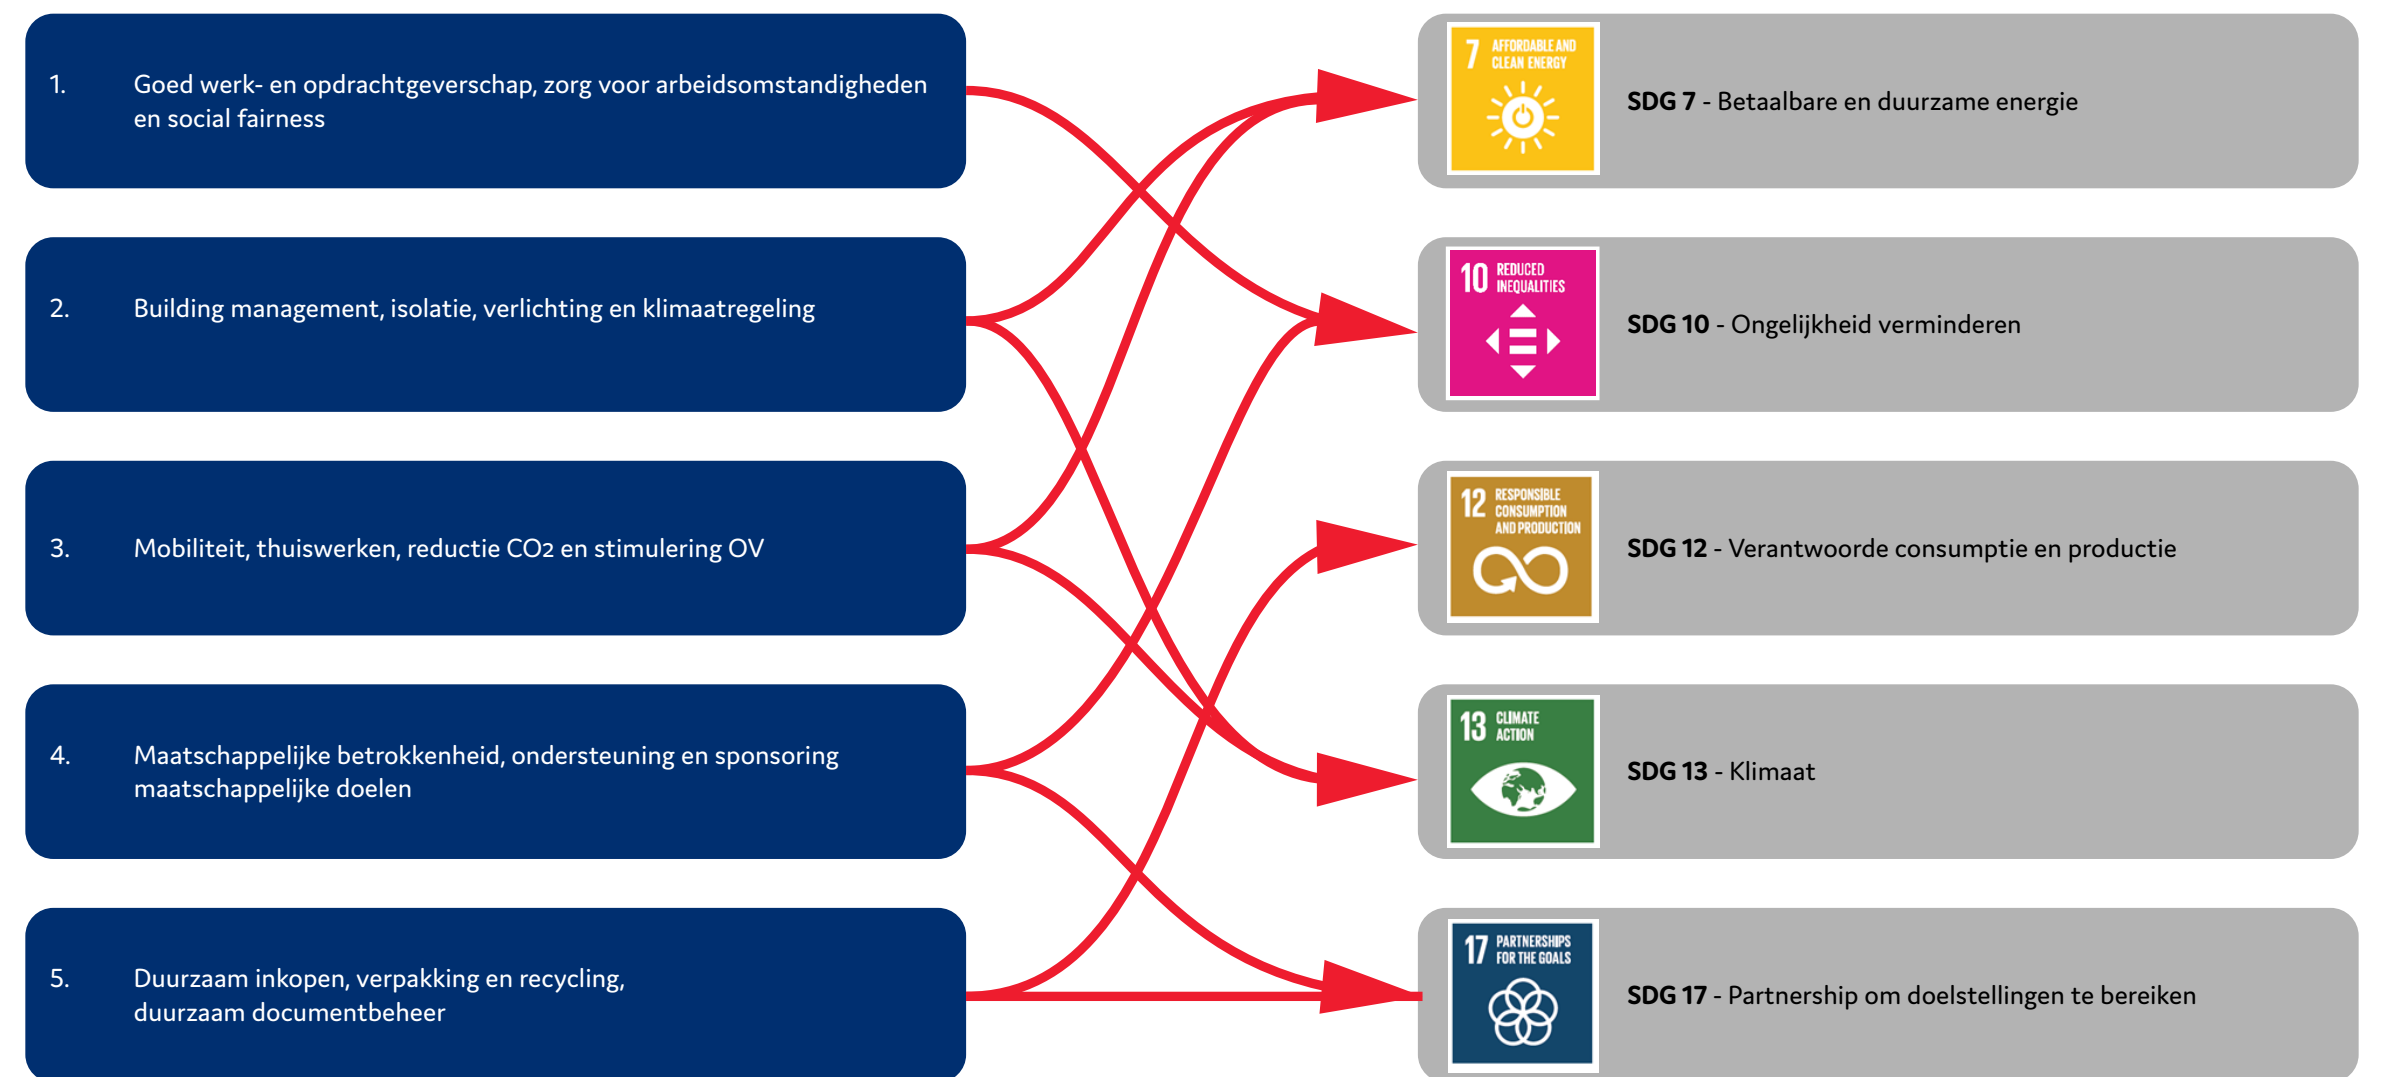 1. Goed werk- en opdrachtgeverschap, zorg voor arbeidsomstandigheden
en social fairness
7 AFFORDABLE AND
CLEAN ENERGY
SDG 7 - Betaalbare en duurzame energie
2. Building management, isolatie, verlichting en klimaatregeling
10 REDUCED
INEQUALITIES
SDG 10 - Ongelijkheid verminderen
3. Mobiliteit, thuiswerken, reductie CO2 en stimulering OV
12 RESPONSIBLE
CONSUMPTION
AND PRODUCTION
SDG 12 - Verantwoorde consumptie en productie
4. Maatschappelijke betrokkenheid, ondersteuning en sponsoring
maatschappelijke doelen
13 CLIMATE
ACTION
SDG 13 - Klimaat
5. Duurzaam inkopen, verpakking en recycling,
duurzaam documentbeheer
17 PARTNERSHIPS
FOR THE GOALS
SDG 17 - Partnership om doelstellingen te bereiken